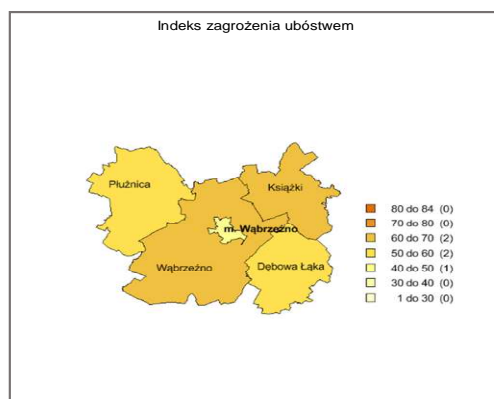 Indeks zagrożenia ubóstwem
Płużnica
Książki
m. Wąbrzeźno
Wąbrzeźno
Dębowa Łąka
80 do 84 (0)
70 do 80 (0)
60 do 70 (2)
50 do 60 (2)
40 do 50 (1)
30 do 40 (0)
1 do 30 (0)